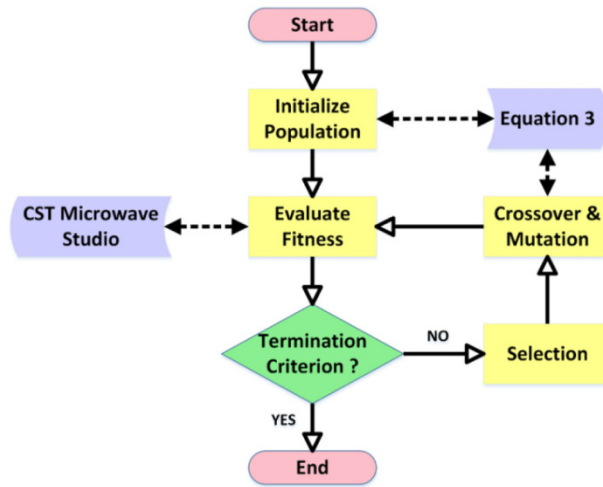 Start
Initialize
Population
Equation 3
CST Microwave
Studio
Evaluate
Fitness
Crossover &
Mutation
Termination
Criterion ?
NO
Selection
YES
End